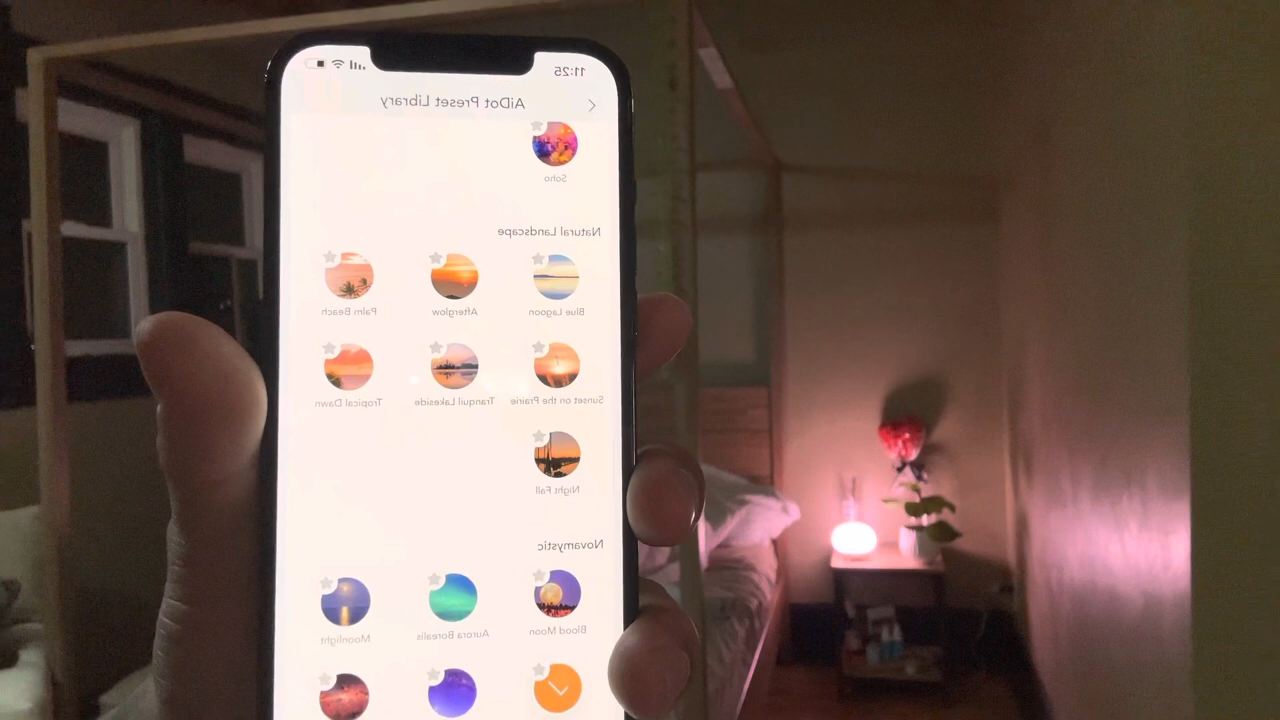 11:25
AiDot Preset Library
Soho
Natural Landscape
Blue Lagoon Afterglow Palm Beach
Sunset on the Prairie Tranquil Lakeside Tropical Dawn
Night Fall
Novamystic
Blood Moon Aurora Borealis Moonlight